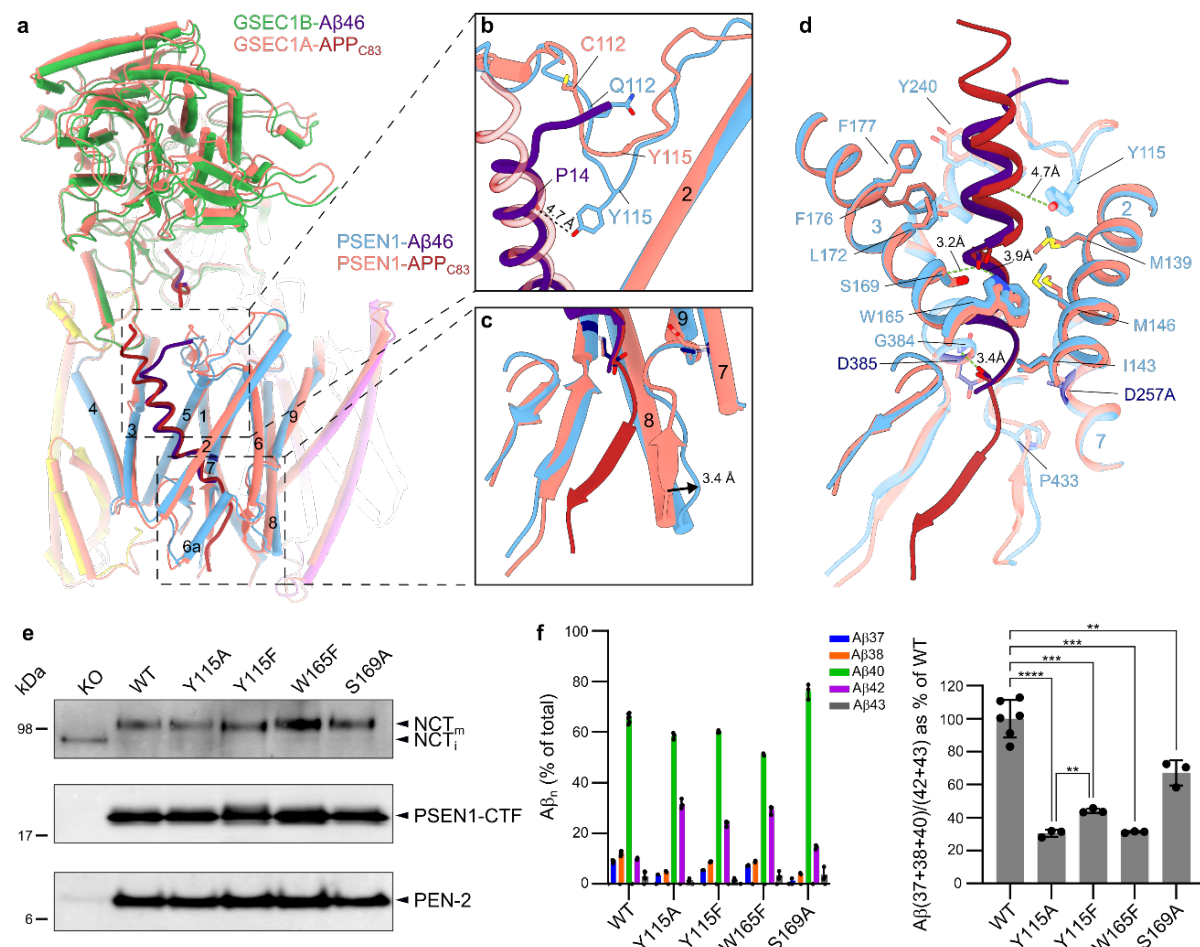 a
GSEC1B-Aβ46
GSEC1A-APPC83
PSEN1-Aβ46
PSEN1-APPC83
4
3
5
1
2
7
6
9
8
6a
b
C112
Q112
Y115
P14
4.7 Å
Y115
2
c
9
7
8
3.4 Å
d
Y240
F177
Y115
4.7Å
F176
3
2
L172
3.2Å
3.9Å
M139
S169
W165
M146
G384
3.4Å
I143
D385
D257A
7
P433
e
kDa
KO
WT
Y115A
Y115F
W165F
S169A
98
NCTm
NCTi
17
PSEN1-CTF
6
PEN-2
f
Aβn (% of total)
100
80
60
40
20
0
WT
Y115A
Y115F
W165F
S169A
Aβ37
Aβ38
Aβ40
Aβ42
Aβ43
Aβ(37+38+40)/(42+43) as % of WT
**
***
***
****
**
120
100
80
60
40
20
0
WT
Y115A
Y115F
W165F
S169A